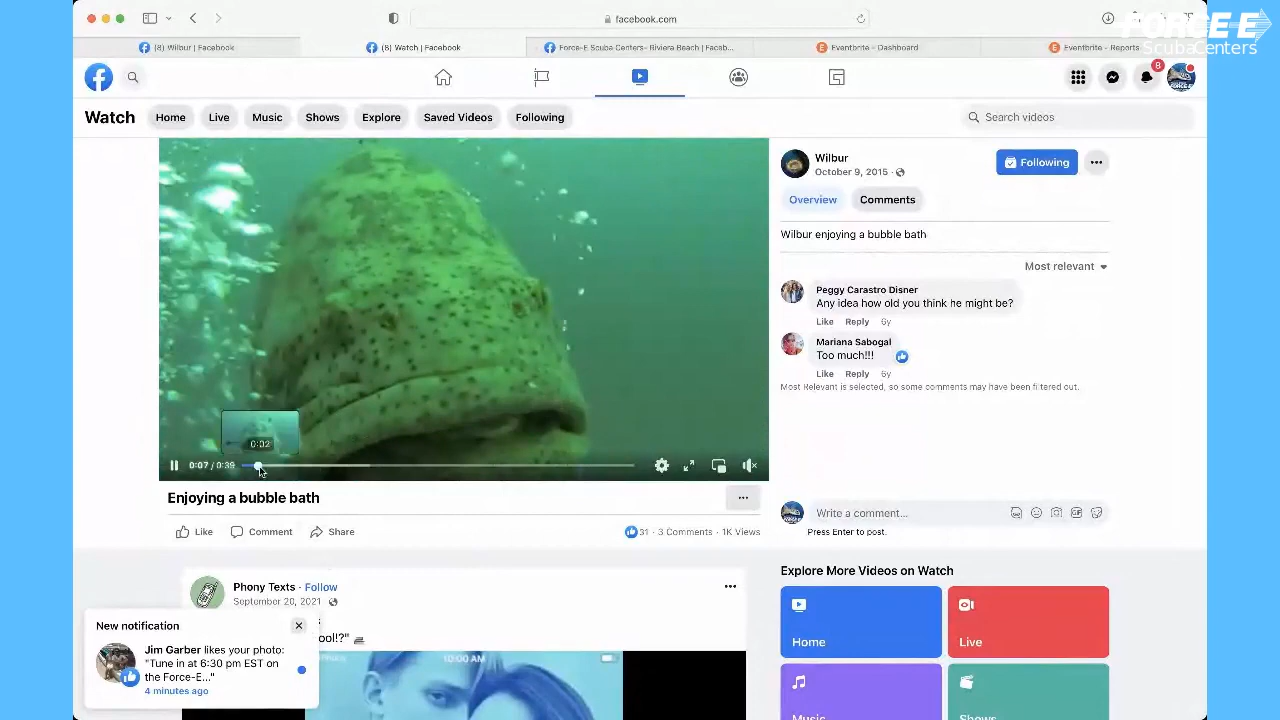 facebook.com
FORCE-E
ScubaCenters
(8) Wilbur | Facebook
(5) Watch | Facebook
Force-E Scuba Centers- Riviera Beach | Faceb...
Eventbrite - Dashboard
Eventbrite - Reports
8
Watch
Home
Live
Music
Shows
Explore
Saved Videos
Following
Search videos
Wilbur
October 9, 2015 ·
Following
Overview
Comments
Wilbur enjoying a bubble bath
Most relevant
Peggy Carastro Disner
Any idea how old you think he might be?
Like Reply 6y
Mariana Sabogal
Too much!!!
Like Reply 6y
Most Relevant is selected, so some comments may have been filtered out.
0:02
0:07 / 0:39
Enjoying a bubble bath
Like
Comment
Share
31 · 3 Comments · 1K Views
Write a comment...
GIF
Press Enter to post.
Phony Texts · Follow
September 20, 2021 ·
ool!?"
10:00 AM
New notification
Jim Garber likes your photo:
"Tune in at 6:30 pm EST on
the Force-E..."
4 minutes ago
Explore More Videos on Watch
Home
Live
Music
Shows